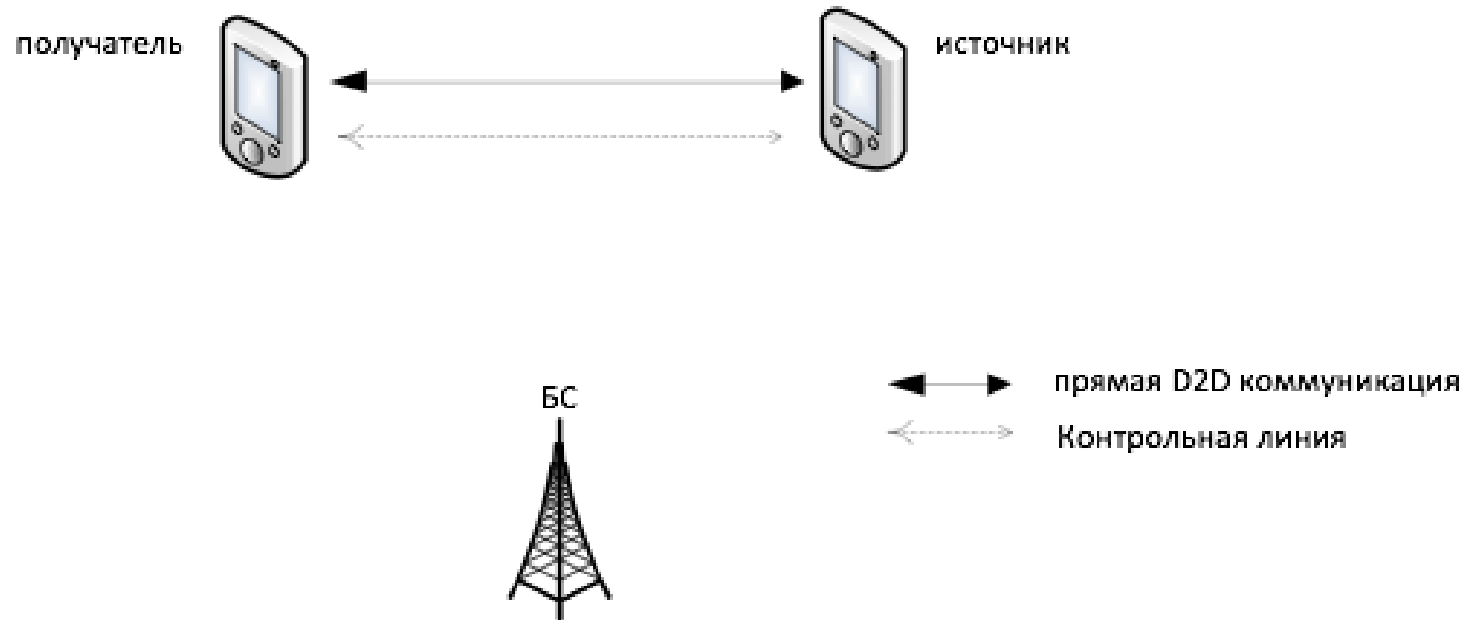 получатель
источник
БС
прямая D2D коммуникация
Контрольная линия